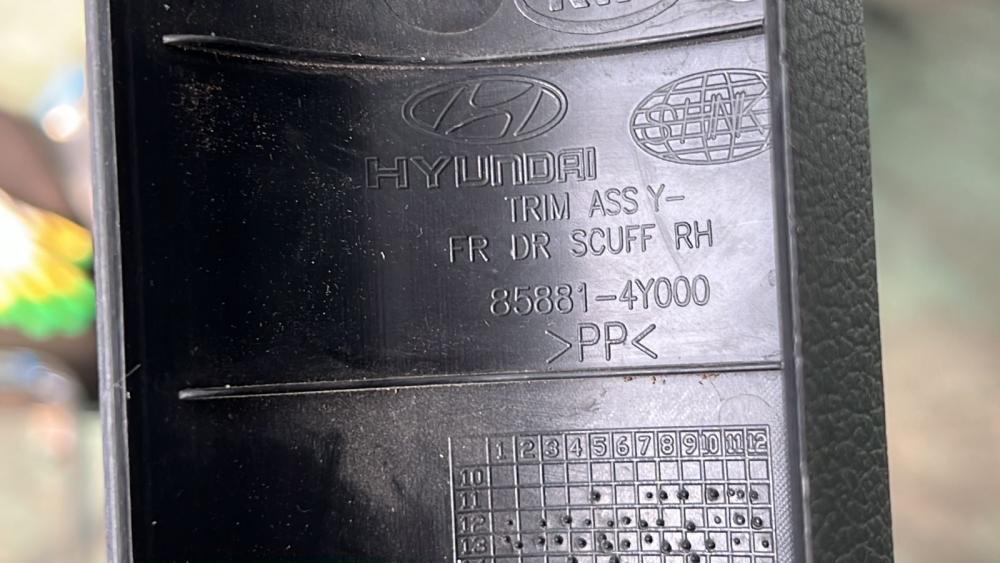 HYUNDAI
SHNK
TRIM ASSY-
FR DR SCUFF RH
85881-4Y000
>PP<
1 2 3 4 5 6 7 8 9 10 11 12
10
11
12
13